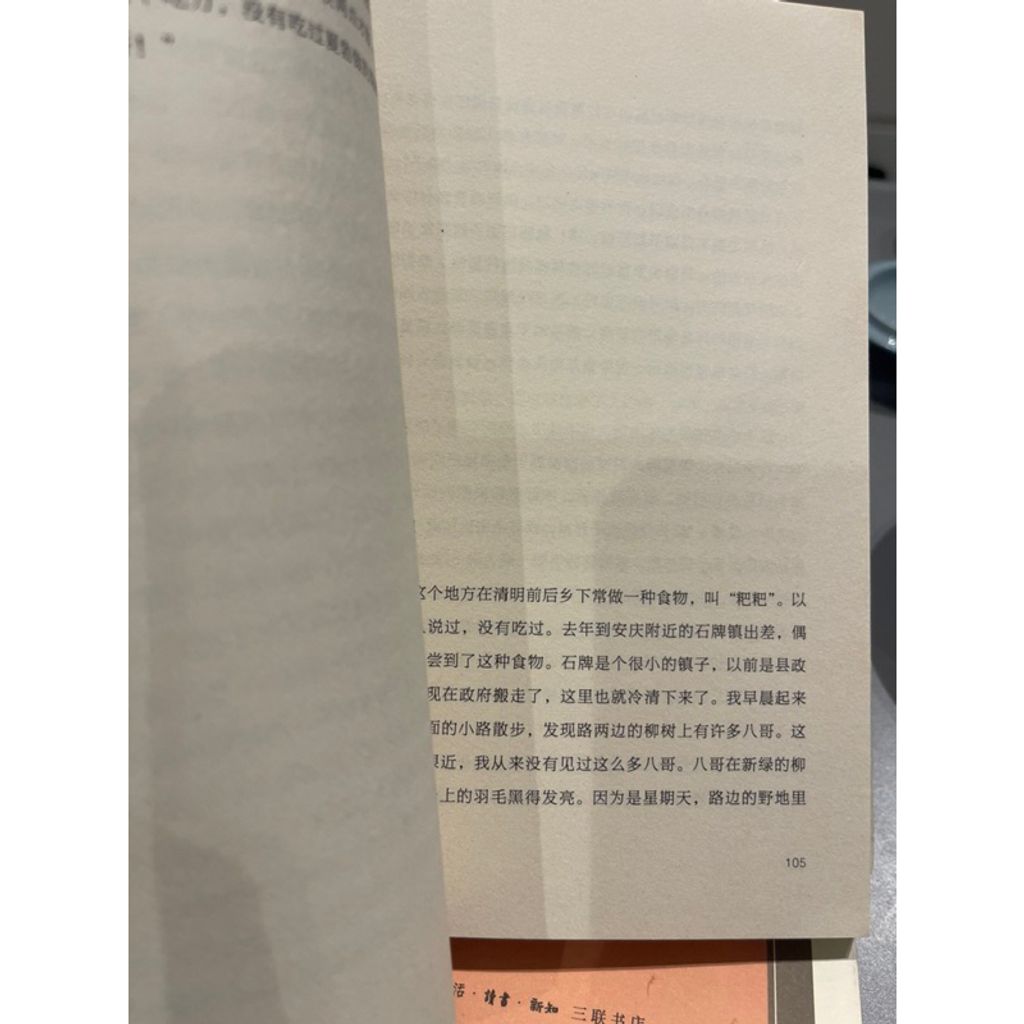 没有吃过
！”
这个地方在清明前后乡下常做一种食物，叫“粑粑”。以
说过，没有吃过。去年到安庆附近的石牌镇出差，偶
尝到了这种食物。石牌是个很小的镇子，以前是县政
现在政府搬走了，这里也就冷清下来了。我早晨起来
面的小路散步，发现路两边的柳树上有许多八哥。这
很近，我从来没有见过这么多八哥。八哥在新绿的柳
上的羽毛黑得发亮。因为是星期天，路边的野地里
105
活·讀書·新知 三联书店